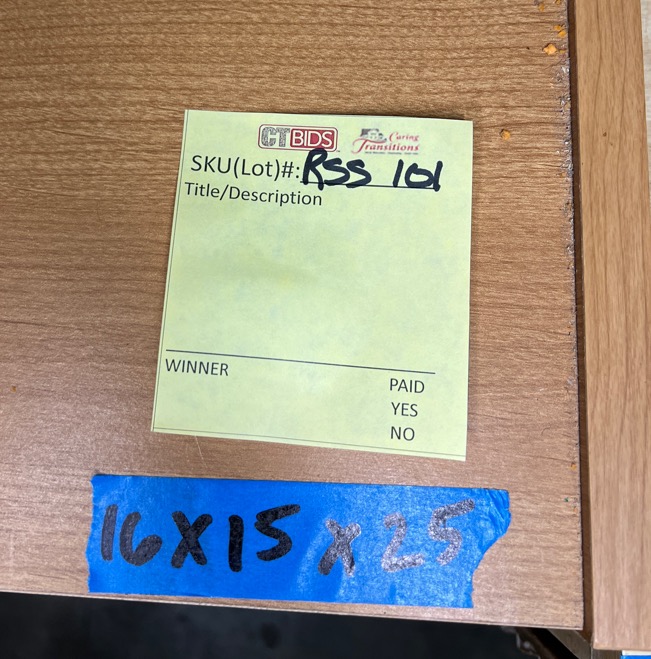 CTBIDS Caring Transitions
SKU(Lot)#: RSS 101
Title/Description
WINNER
PAID
YES
NO
16X15 X 25